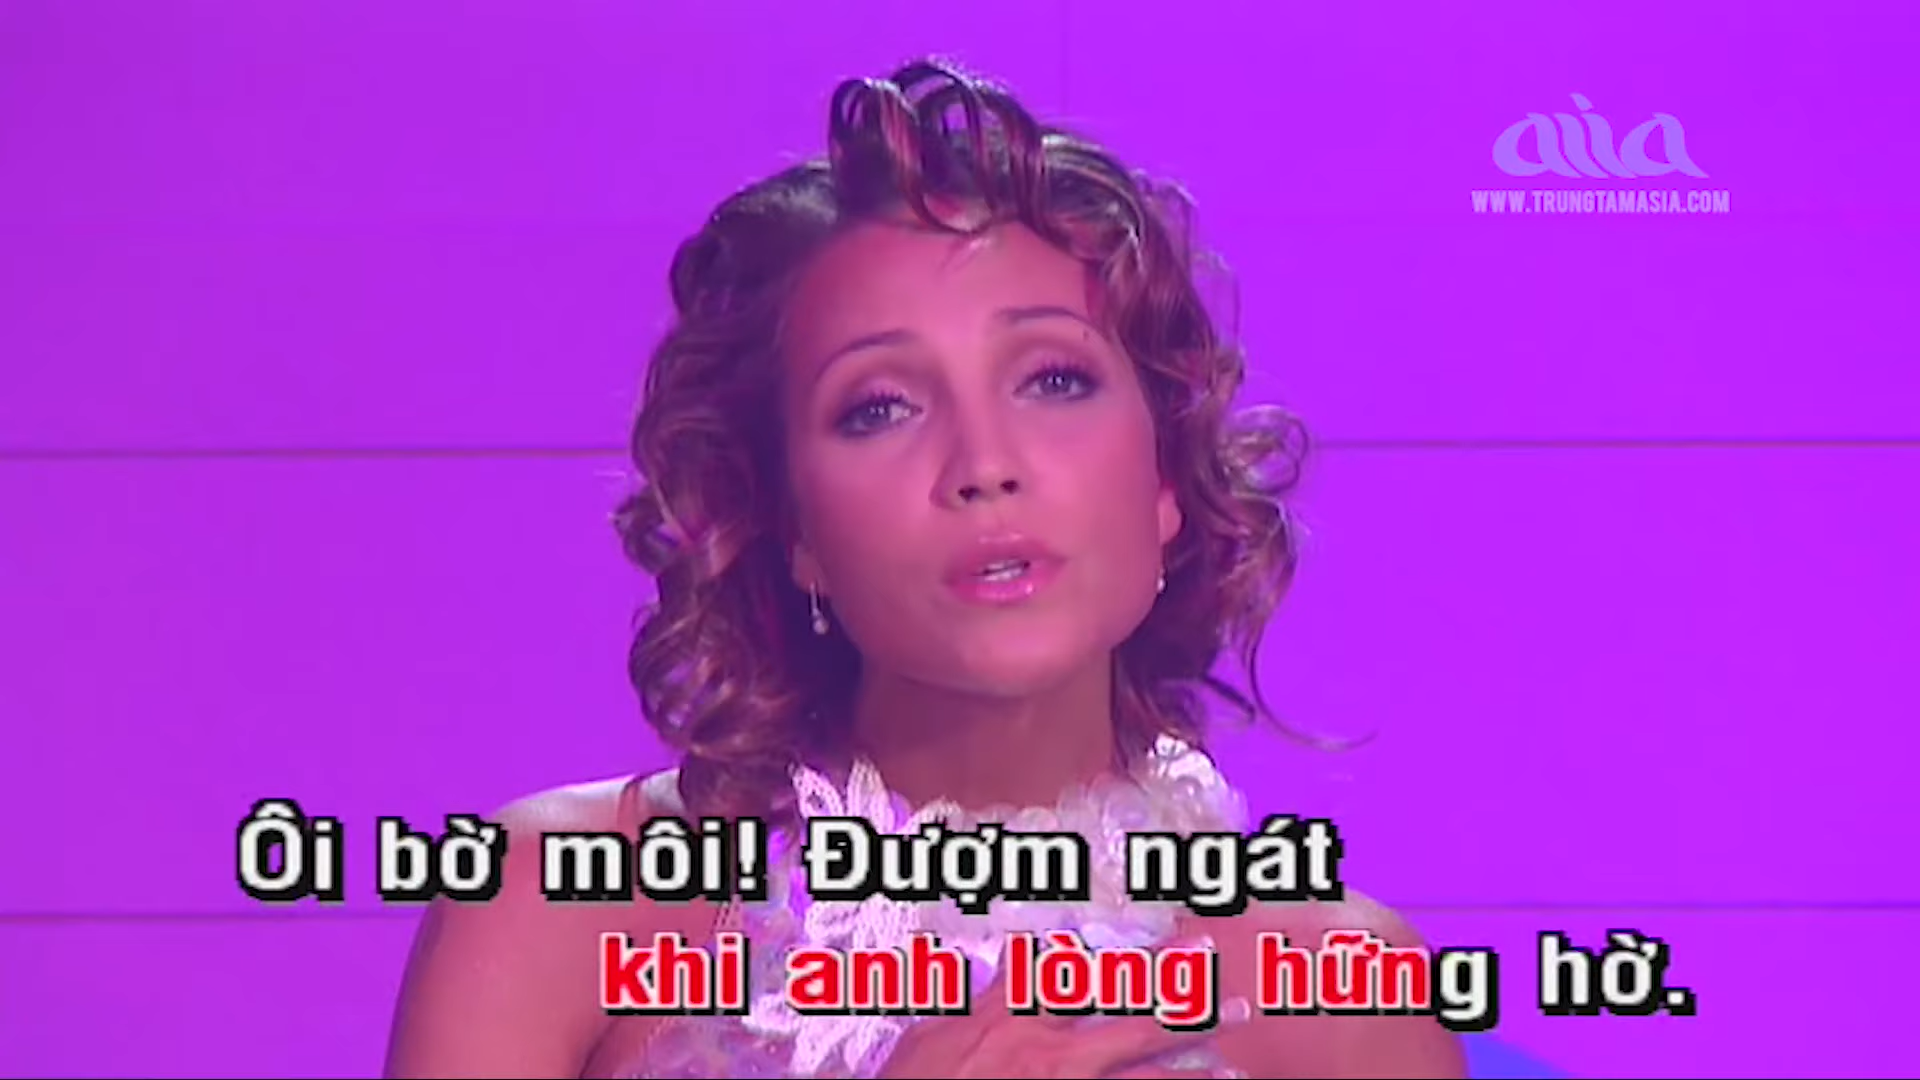 asia
WWW.TRUNGTAMASIA.COM
Ôi bờ môi! Đượm ngát
khi anh lòng hững hờ.